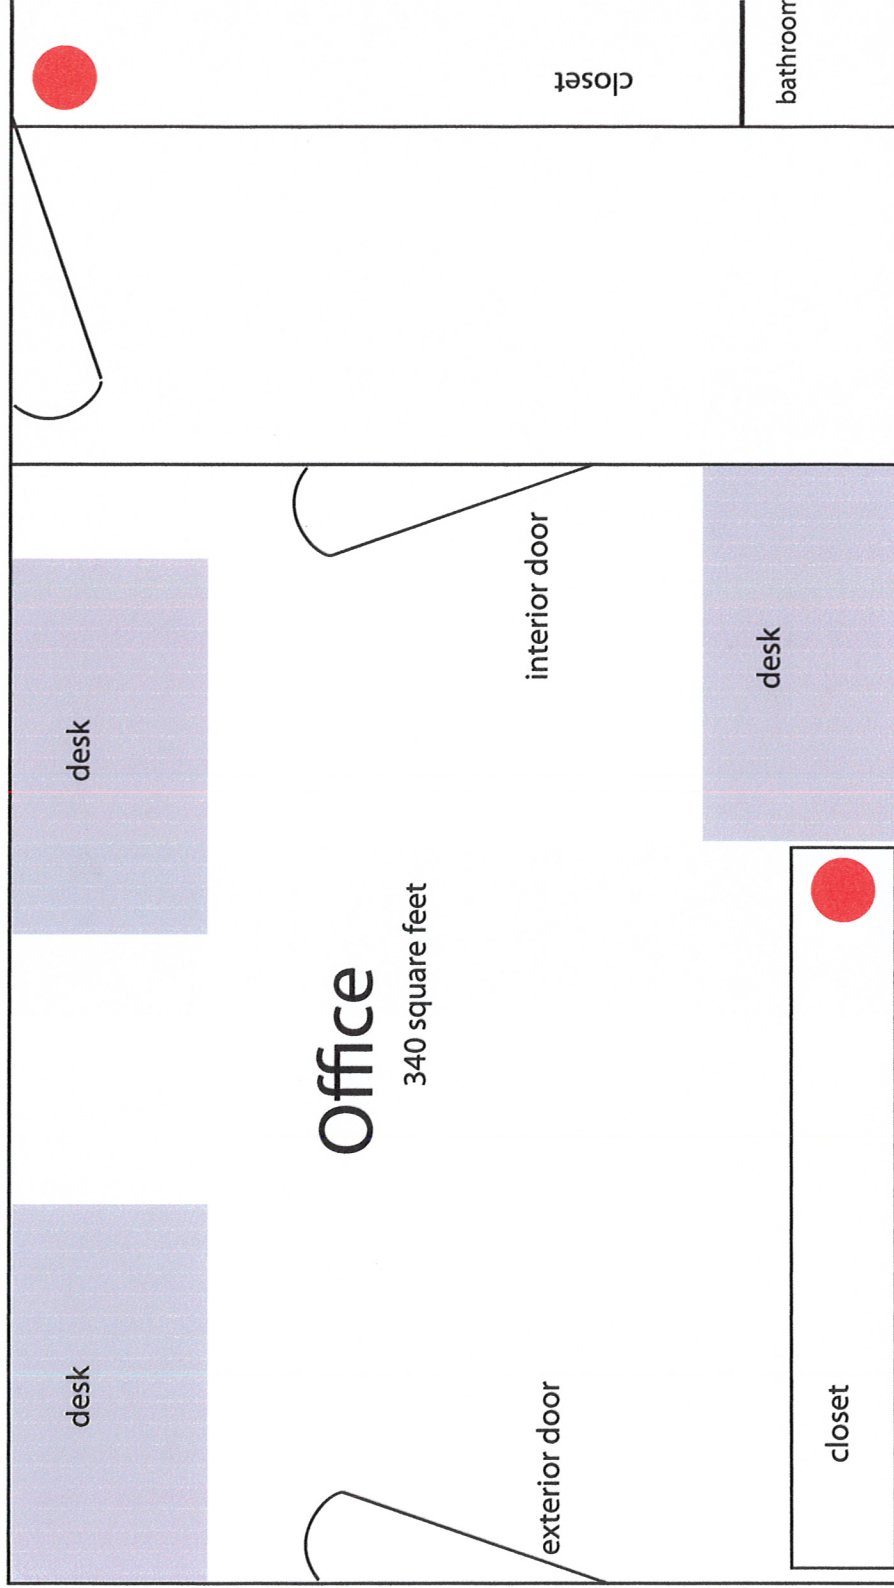 closet
bathroom
desk
interior door
desk
Office
340 square feet
desk
exterior door
closet